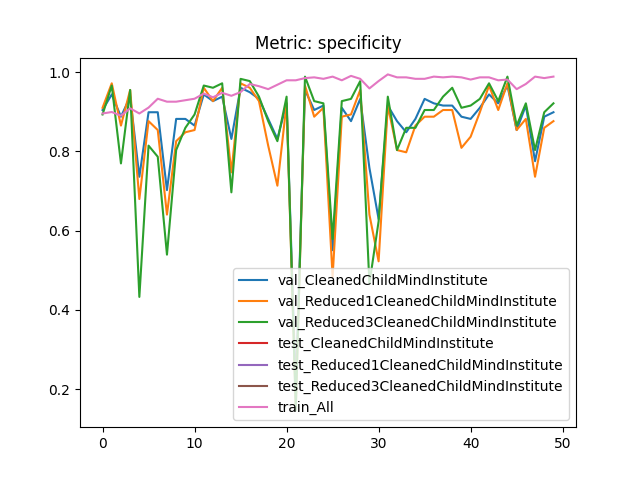 Metric: specificity
1.0
0.8
0.6
0.4
0.2
0
10
20
30
40
50
val_CleanedChildMindInstitute
val_Reduced1CleanedChildMindInstitute
val_Reduced3CleanedChildMindInstitute
test_CleanedChildMindInstitute
test_Reduced1CleanedChildMindInstitute
test_Reduced3CleanedChildMindInstitute
train_All